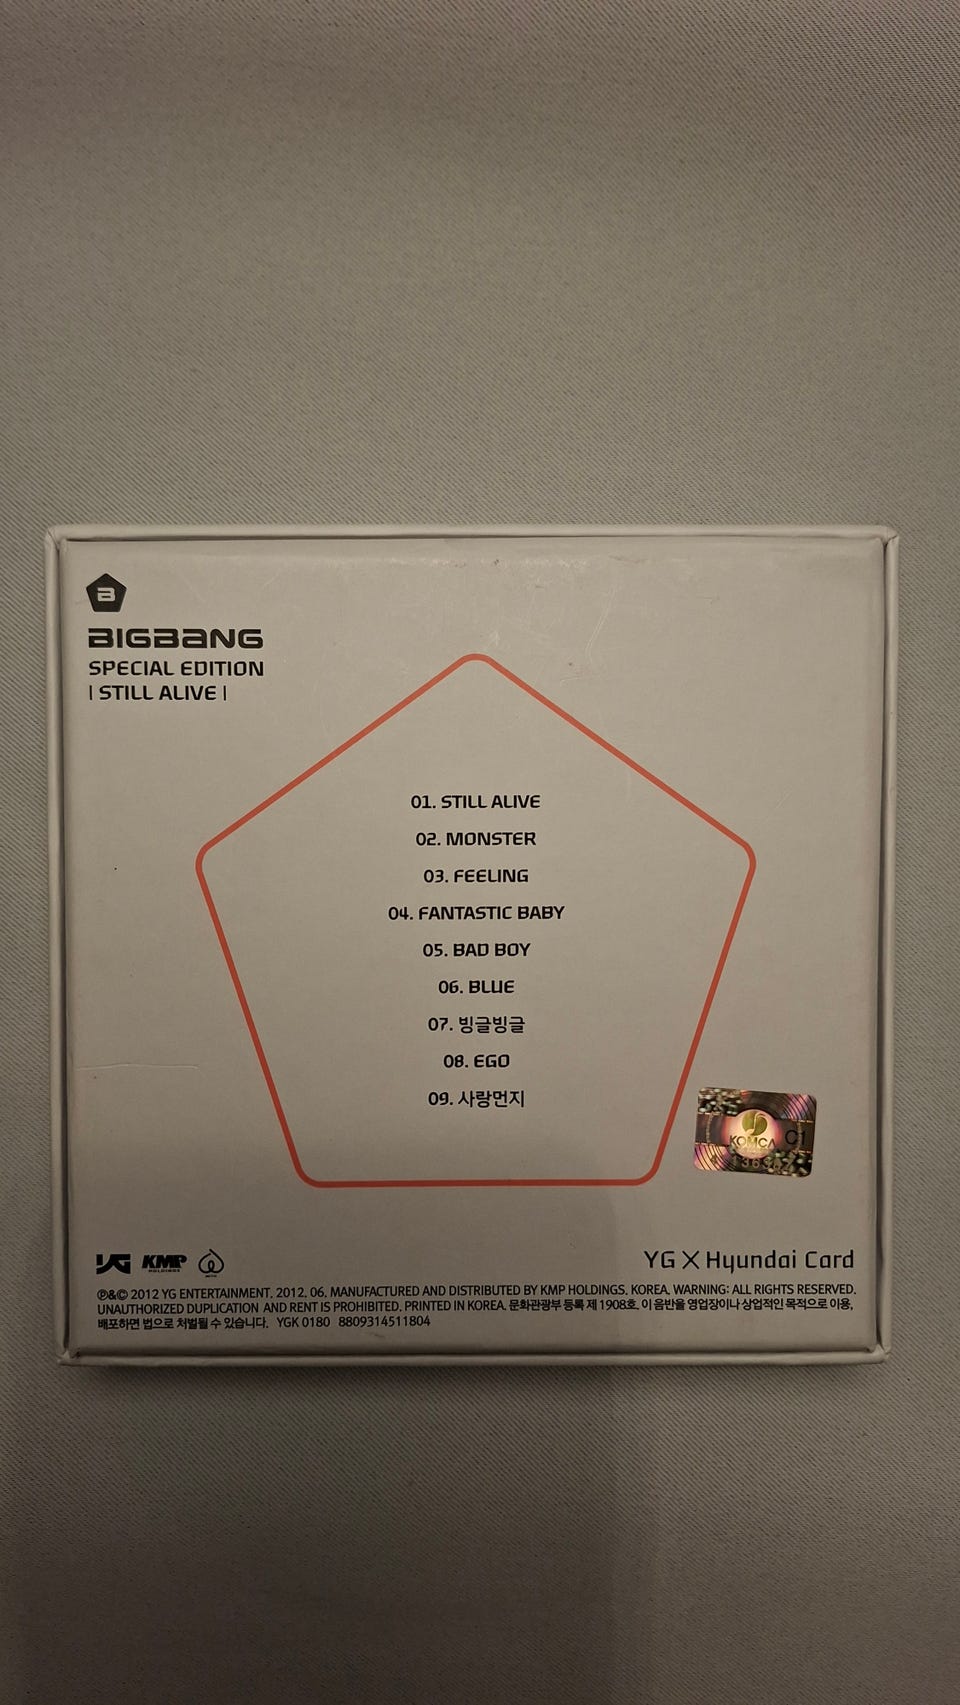 B
BIGBANG
SPECIAL EDITION
| STILL ALIVE |
01. STILL ALIVE
02. MONSTER
03. FEELING
04. FANTASTIC BABY
05. BAD BOY
06. BLUE
07. 빙글빙글
08. EGO
09. 사랑먼지
KOMCA C1
YG KMP HOLDINGS
YG X Hyundai Card
℗&© 2012 YG ENTERTAINMENT. 2012. 06. MANUFACTURED AND DISTRIBUTED BY KMP HOLDINGS. KOREA. WARNING: ALL RIGHTS RESERVED.
UNAUTHORIZED DUPLICATION AND RENT IS PROHIBITED. PRINTED IN KOREA. 문화관광부 등록 제 1908호. 이 음반을 영업장이나 상업적인 목적으로 이용,
배포하면 법으로 처벌될 수 있습니다. YGK 0180 8809314511804